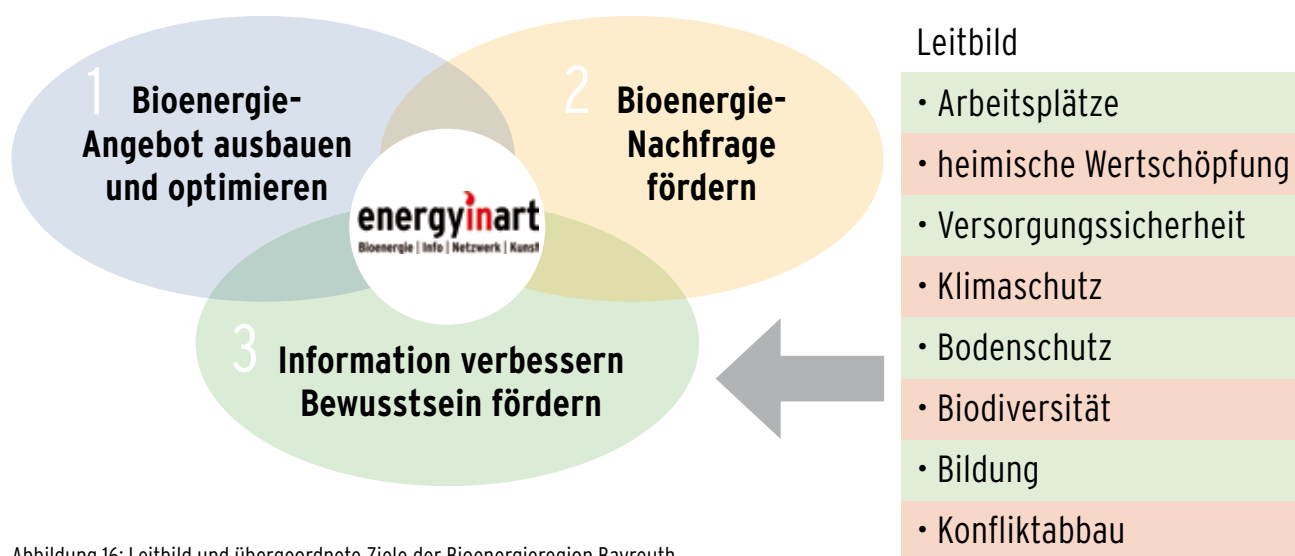 1
Bioenergie-
Angebot ausbauen
und optimieren
2
Bioenergie-
Nachfrage
fördern
energyinart
Bioenergie | Info | Netzwerk | Kunst
3
Information verbessern
Bewusstsein fördern
Leitbild
· Arbeitsplätze
· heimische Wertschöpfung
· Versorgungssicherheit
· Klimaschutz
· Bodenschutz
· Biodiversität
· Bildung
· Konfliktabbau
Abbildung 16: Leitbild und übergeordnete Ziele der Bioenergieregion Bayreuth